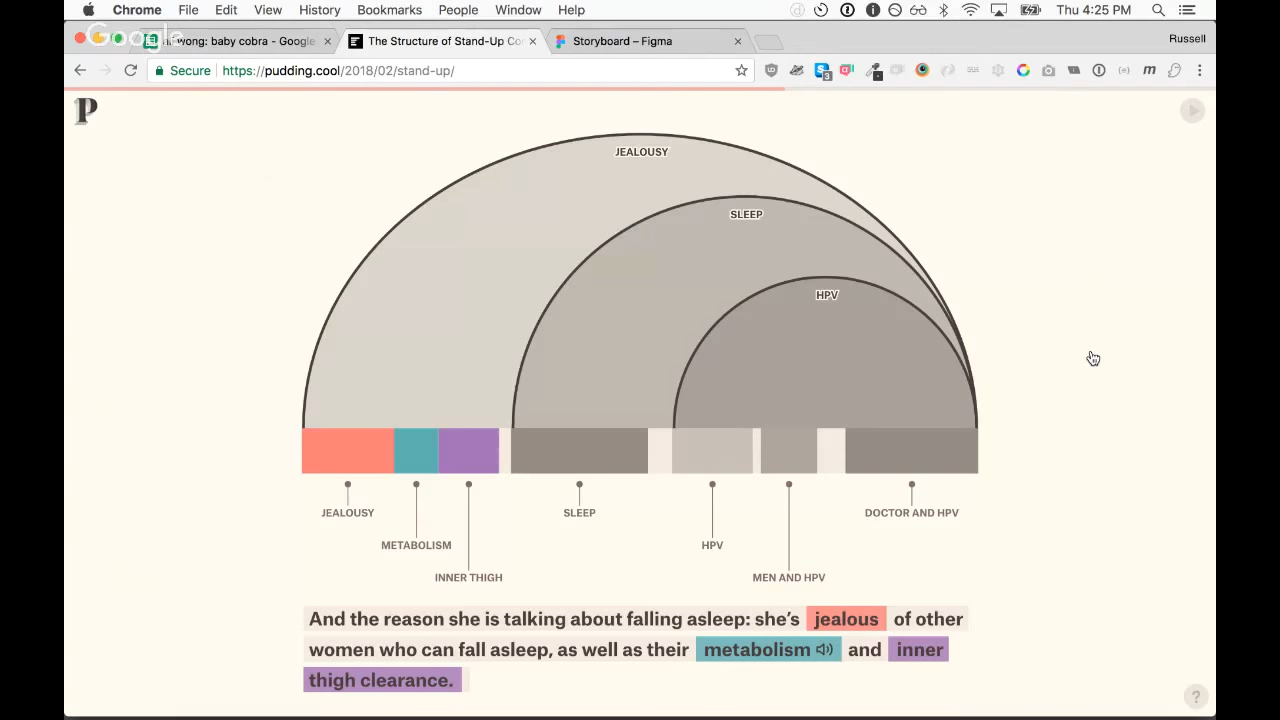 Chrome File Edit View History Bookmarks People Window Help Thu 4:25 PM
Google
wong: baby cobra - Google
The Structure of Stand-Up Co
Storyboard – Figma
Russell
Secure https://pudding.cool/2018/02/stand-up/
3
P
JEALOUSY
SLEEP
HPV
JEALOUSY
SLEEP
DOCTOR AND HPV
METABOLISM
HPV
INNER THIGH
MEN AND HPV
And the reason she is talking about falling asleep: she's jealous of other
women who can fall asleep, as well as their metabolism and inner
thigh clearance.
?